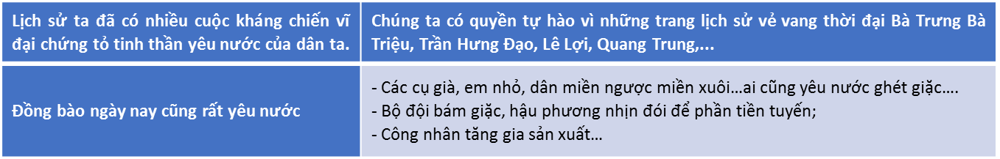 Lịch sử ta đã có nhiều cuộc kháng chiến vĩ
đại chứng tỏ tinh thần yêu nước của dân ta.
Chúng ta có quyền tự hào vì những trang lịch sử vẻ vang thời đại Bà Trưng Bà
Triệu, Trần Hưng Đạo, Lê Lợi, Quang Trung,...
Đồng bào ngày nay cũng rất yêu nước
- Các cụ già, em nhỏ, dân miền ngược miền xuôi…ai cũng yêu nước ghét giặc….
- Bộ đội bám giặc, hậu phương nhịn đói để phần tiền tuyến;
- Công nhân tăng gia sản xuất…